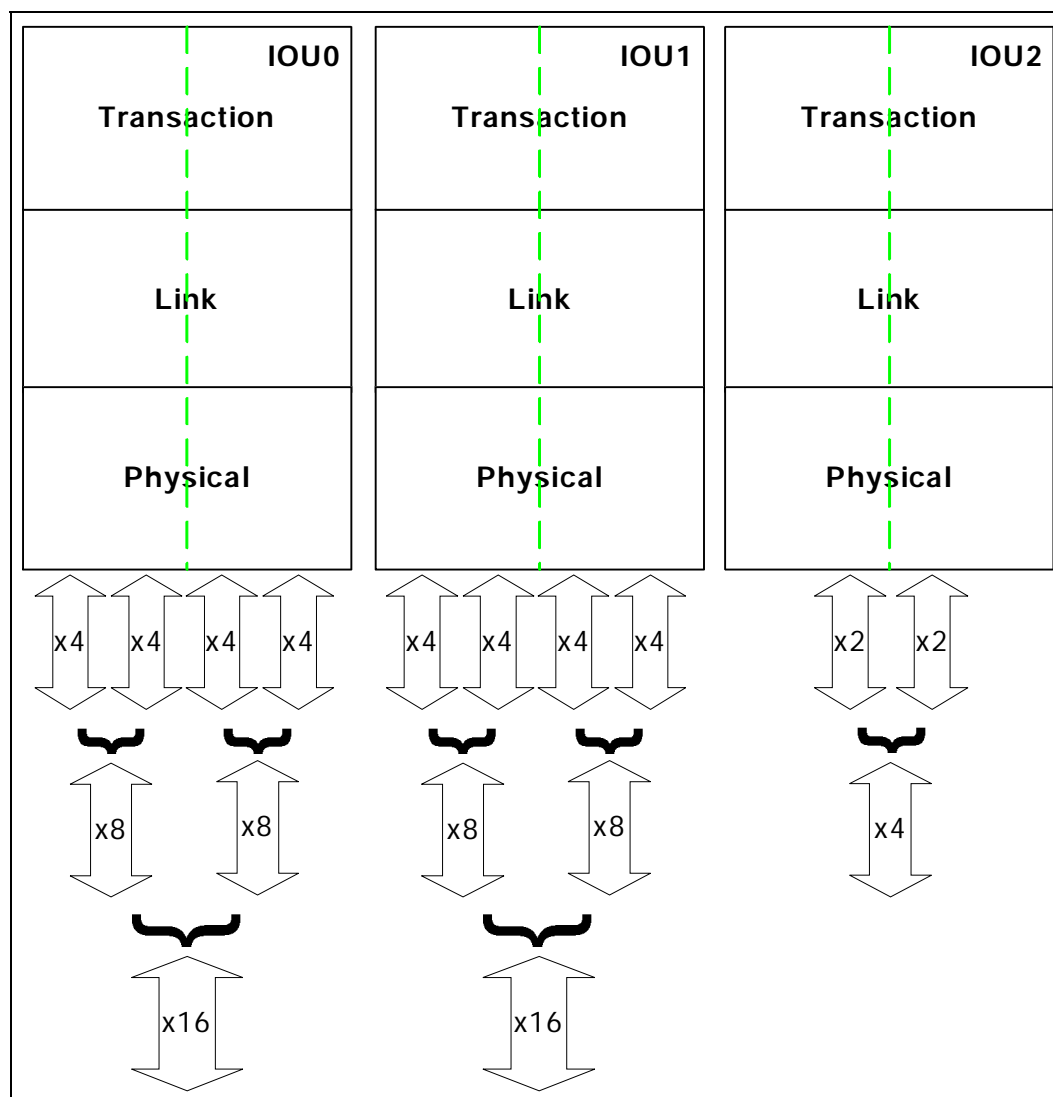 IOU0
IOU1
IOU2
Transaction
Transaction
Transaction
Link
Link
Link
Physical
Physical
Physical
x4
x4
x4
x4
x4
x4
x4
x4
x2
x2
x8
x8
x8
x8
x4
x16
x16